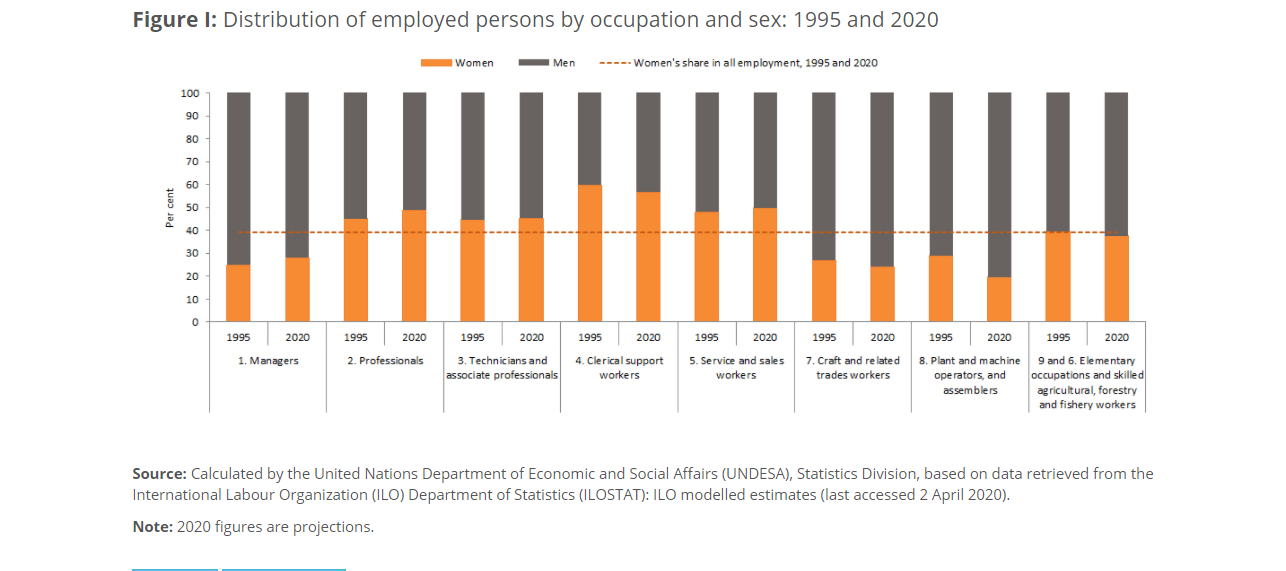 Figure I: Distribution of employed persons by occupation and sex: 1995 and 2020
Women Men Women's share in all employment, 1995 and 2020
100
90
80
70
60
50
40
30
20
10
0
Per cent
1995 2020 1995 2020 1995 2020 1995 2020 1995 2020 1995 2020 1995 2020 1995 2020
1. Managers
2. Professionals
3. Technicians and
associate professionals
4. Clerical support
workers
5. Service and sales
workers
7. Craft and related
trades workers
8. Plant and machine
operators, and
assemblers
9 and 6. Elementary
occupations and skilled
agricultural, forestry
and fishery workers
Source: Calculated by the United Nations Department of Economic and Social Affairs (UNDESA), Statistics Division, based on data retrieved from the
International Labour Organization (ILO) Department of Statistics (ILOSTAT): ILO modelled estimates (last accessed 2 April 2020).
Note: 2020 figures are projections.